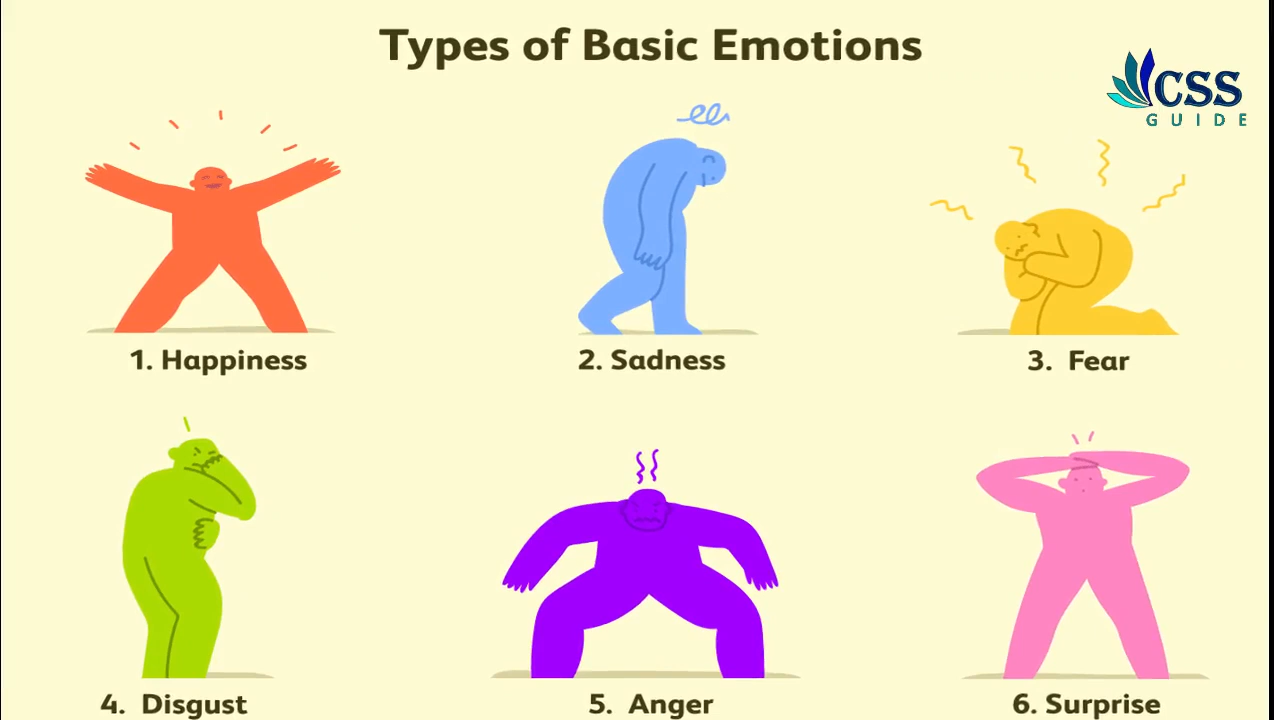 Types of Basic Emotions
CSS
GUIDE
1. Happiness
2. Sadness
3. Fear
4. Disgust
5. Anger
6. Surprise